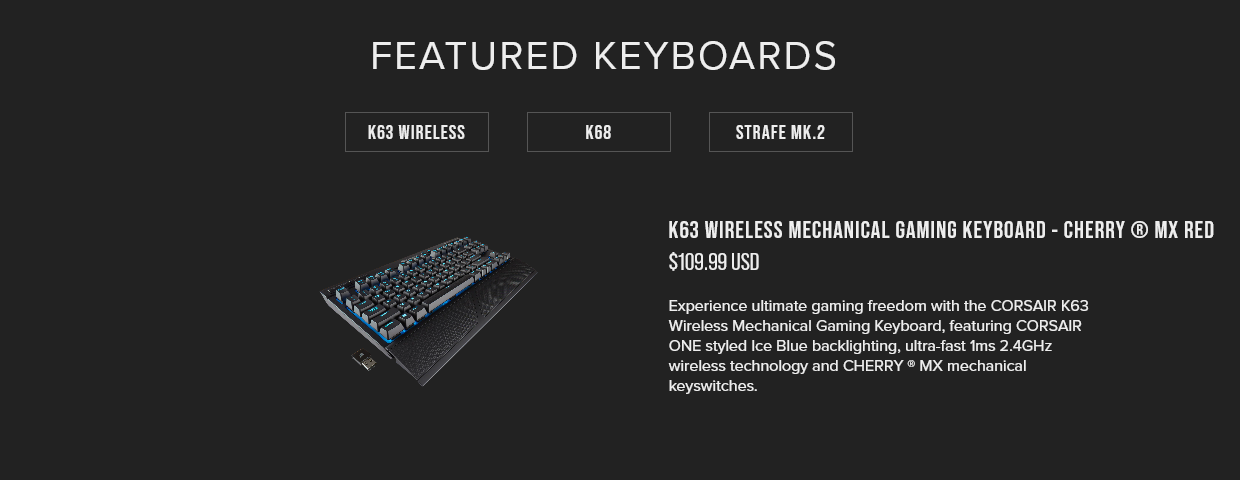 FEATURED KEYBOARDS
K63 WIRELESS
K68
STRAFE MK.2
K63 WIRELESS MECHANICAL GAMING KEYBOARD - CHERRY ® MX RED
$109.99 USD
Experience ultimate gaming freedom with the CORSAIR K63
Wireless Mechanical Gaming Keyboard, featuring CORSAIR
ONE styled Ice Blue backlighting, ultra-fast 1ms 2.4GHz
wireless technology and CHERRY ® MX mechanical
keyswitches.